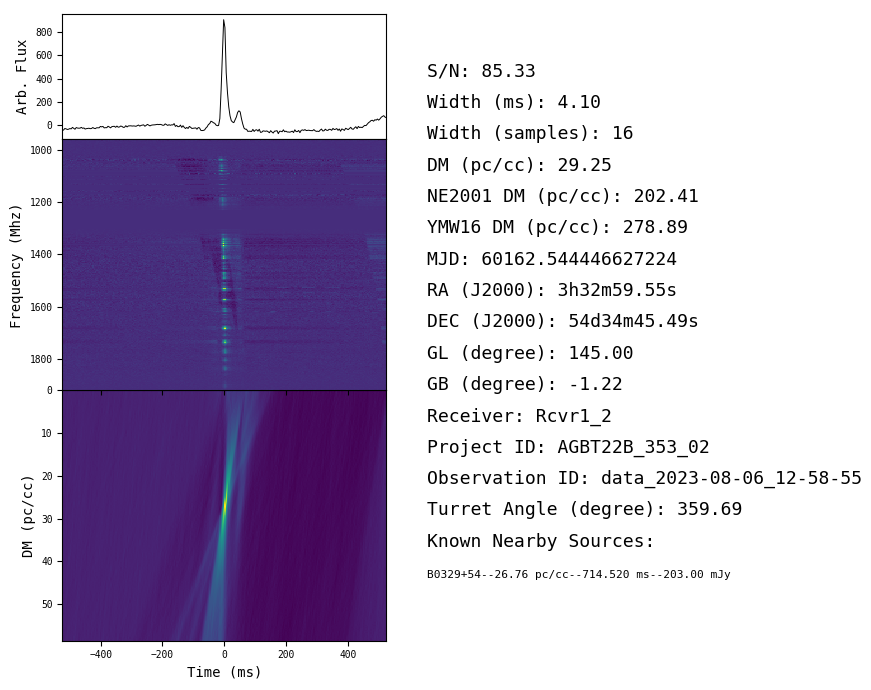 Arb. Flux
800
600
400
200
0
Frequency (Mhz)
1000
1200
1400
1600
1800
DM (pc/cc)
0
10
20
30
40
50
−400 −200 0 200 400
Time (ms)
S/N: 85.33
Width (ms): 4.10
Width (samples): 16
DM (pc/cc): 29.25
NE2001 DM (pc/cc): 202.41
YMW16 DM (pc/cc): 278.89
MJD: 60162.544446627224
RA (J2000): 3h32m59.55s
DEC (J2000): 54d34m45.49s
GL (degree): 145.00
GB (degree): -1.22
Receiver: Rcvr1_2
Project ID: AGBT22B_353_02
Observation ID: data_2023-08-06_12-58-55
Turret Angle (degree): 359.69
Known Nearby Sources:
B0329+54--26.76 pc/cc--714.520 ms--203.00 mJy